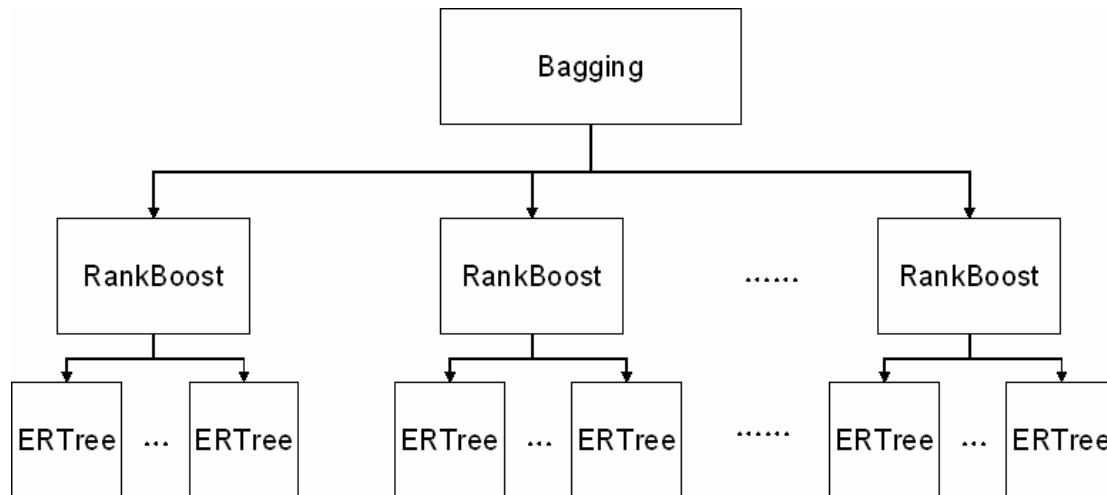 Bagging
RankBoost RankBoost ...... RankBoost
ERTree ... ERTree ERTree ... ERTree ...... ERTree ... ERTree